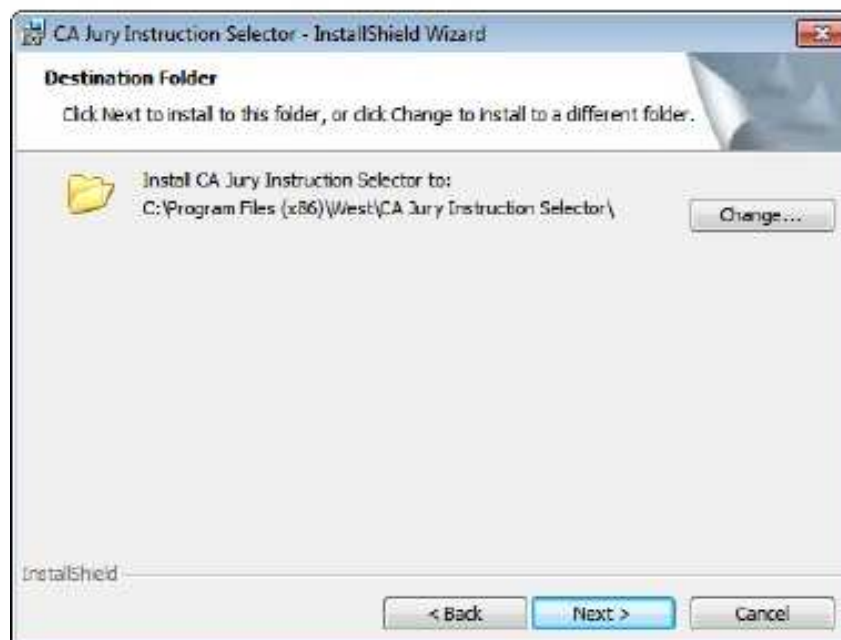 CA Jury Instruction Selector - InstallShield Wizard
Destination Folder
Click Next to install to this folder, or click Change to install to a different folder.
Install CA Jury Instruction Selector to:
C:\Program Files (x86)\West\CA Jury Instruction Selector\
Change...
InstallShield
< Back
Next >
Cancel